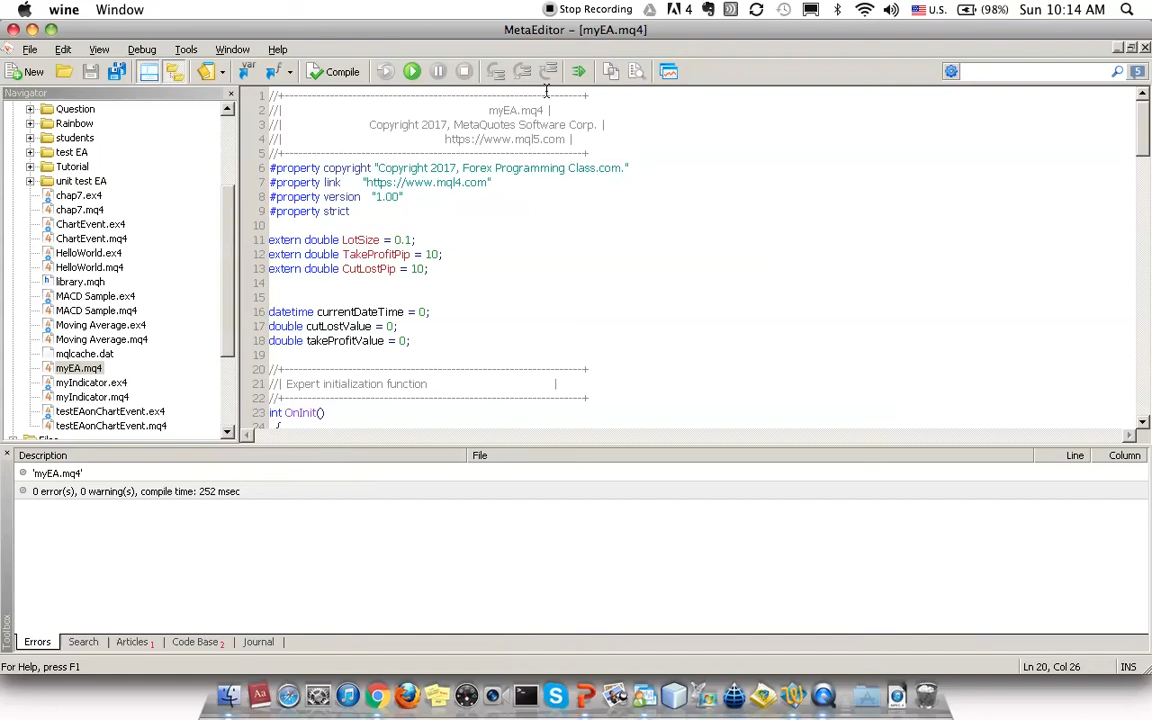 wine Window
Stop Recording
4
U.S.
(98%)
Sun 10:14 AM
MetaEditor - [myEA.mq4]
File Edit View Debug Tools Window Help
New
var
f
Compile
5
Navigator ×
Question
Rainbow
students
test EA
Tutorial
unit test EA
chap7.ex4
chap7.mq4
ChartEvent.ex4
ChartEvent.mq4
HelloWorld.ex4
HelloWorld.mq4
library.mqh
MACD Sample.ex4
MACD Sample.mq4
Moving Average.ex4
Moving Average.mq4
mqlcache.dat
myEA.mq4
myIndicator.ex4
myIndicator.mq4
testEAonChartEvent.ex4
testEAonChartEvent.mq4
1 //+------------------------------------------------------------------+
2 //| myEA.mq4 |
3 //| Copyright 2017, MetaQuotes Software Corp. |
4 //| https://www.mql5.com |
5 //+------------------------------------------------------------------+
6 #property copyright "Copyright 2017, Forex Programming Class.com."
7 #property link "https://www.mql4.com"
8 #property version "1.00"
9 #property strict
10
11 extern double LotSize = 0.1;
12 extern double TakeProfitPip = 10;
13 extern double CutLostPip = 10;
14
15
16 datetime currentDateTime = 0;
17 double cutLostValue = 0;
18 double takeProfitValue = 0;
19
20 //+------------------------------------------------------------------+
21 //| Expert initialization function |
22 //+------------------------------------------------------------------+
23 int OnInit()
24 {
Description File Line Column
'myEA.mq4'
0 error(s), 0 warning(s), compile time: 252 msec
Toolbox
Errors | Search | Articles 1 | Code Base 2 | Journal |
For Help, press F1
Ln 20, Col 26
INS